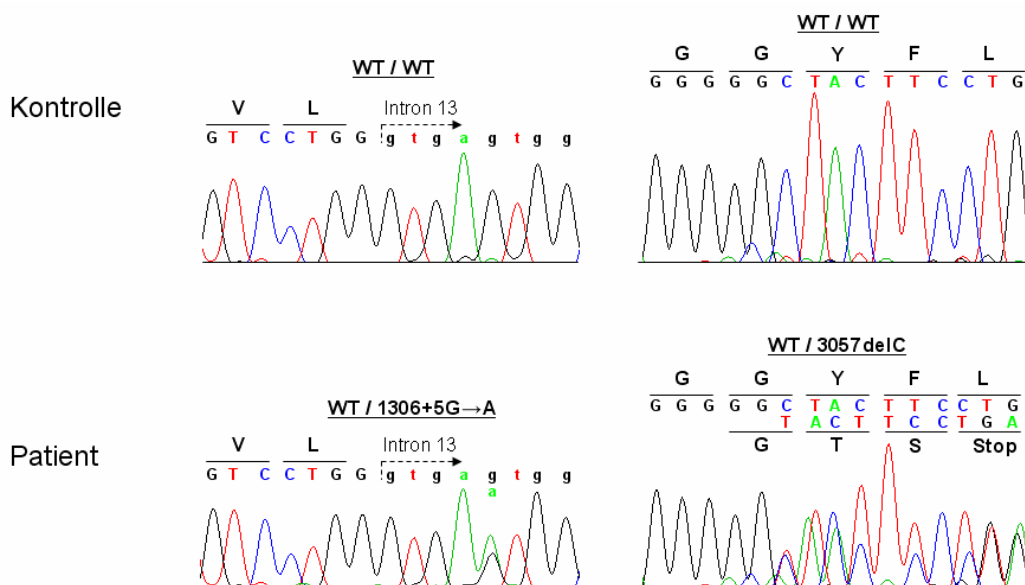 WT / WT
V L Intron 13
G T C C T G G g t g a g t g g
WT / WT
G G Y F L
G G G G G C T A C T T C C T G
Kontrolle
WT / 1306+5G→A
V L Intron 13
G T C C T G G g t g a g t g g
a
WT / 3057delC
G G Y F L
G G G G G C T A C T T C C T G
T A C T T C C T G A
G T S Stop
Patient